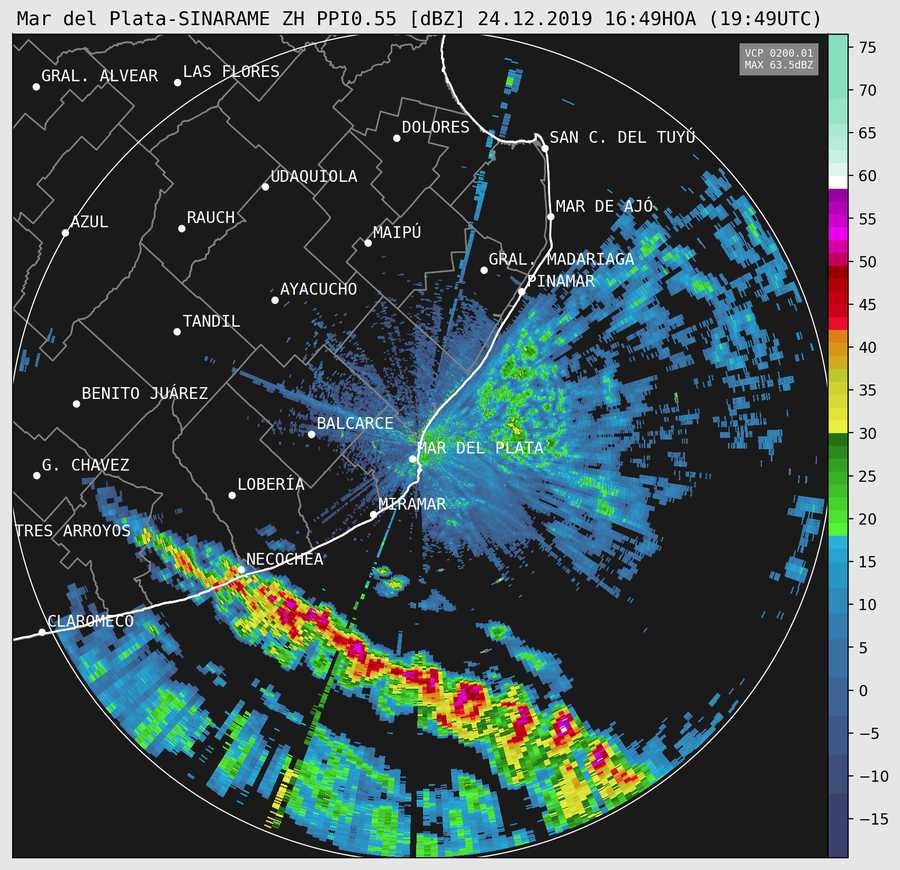 Mar del Plata-SINARAME ZH PPI0.55 [dBZ] 24.12.2019 16:49HOA (19:49UTC)
VCP 0200.01
MAX 63.5dBZ
GRAL. ALVEAR
LAS FLORES
DOLORES
SAN C. DEL TUYÚ
UDAQUIOLA
MAR DE AJÓ
RAUCH
AZUL
MAIPÚ
GRAL. MADARIAGA
PINAMAR
AYACUCHO
TANDIL
BENITO JUÁREZ
BALCARCE
MAR DEL PLATA
G. CHAVEZ
LOBERÍA
MIRAMAR
TRES ARROYOS
NECOCHEA
CLAROMECO
75
70
65
60
55
50
45
40
35
30
25
20
15
10
5
0
−5
−10
−15